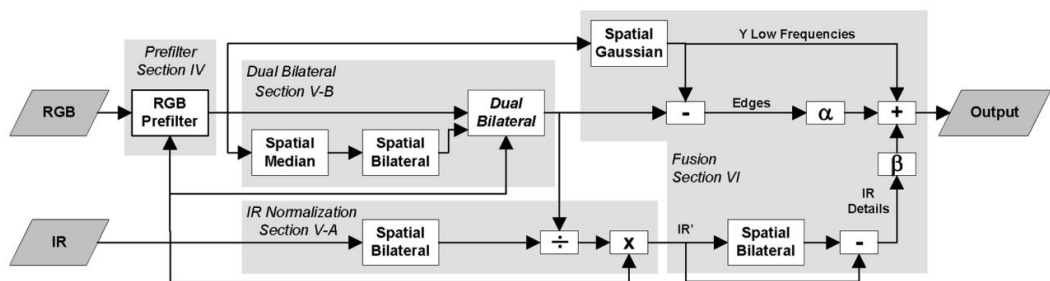 Prefilter
Section IV
RGB
RGB
Prefilter
Dual Bilateral
Section V-B
Spatial
Median
Spatial
Bilateral
Dual
Bilateral
Spatial
Gaussian
Y Low Frequencies
-
Edges
α
+
Output
β
Fusion
Section VI
IR
Details
IR
IR Normalization
Section V-A
Spatial
Bilateral
÷
x
IR'
Spatial
Bilateral
-